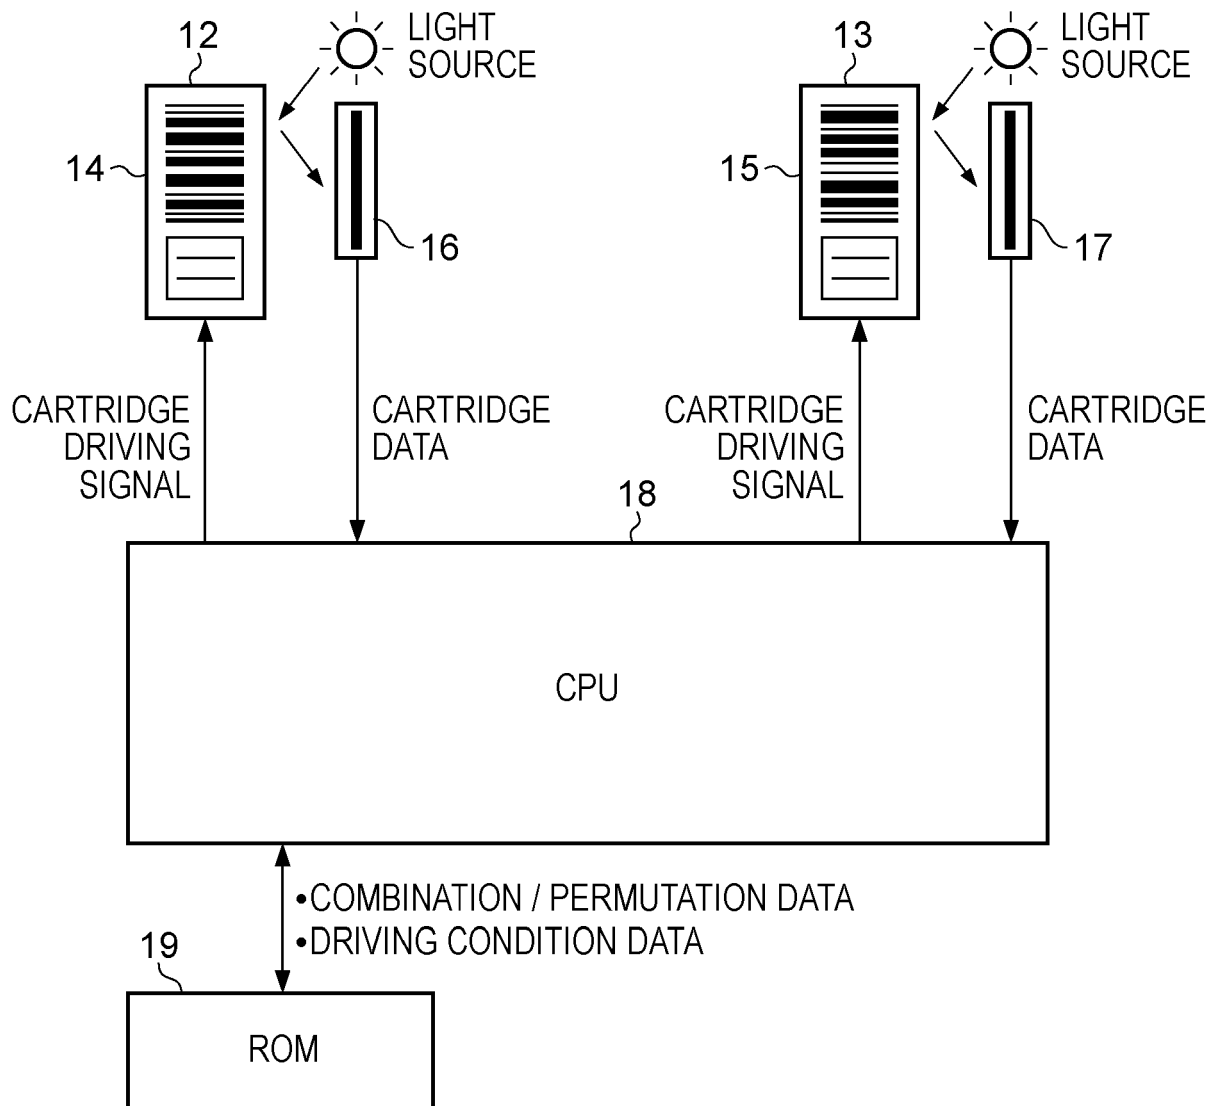 12
LIGHT
SOURCE
13
LIGHT
SOURCE
14
15
16
17
CARTRIDGE
DRIVING
SIGNAL
CARTRIDGE
DATA
CARTRIDGE
DRIVING
SIGNAL
CARTRIDGE
DATA
18
CPU
•COMBINATION / PERMUTATION DATA
•DRIVING CONDITION DATA
19
ROM